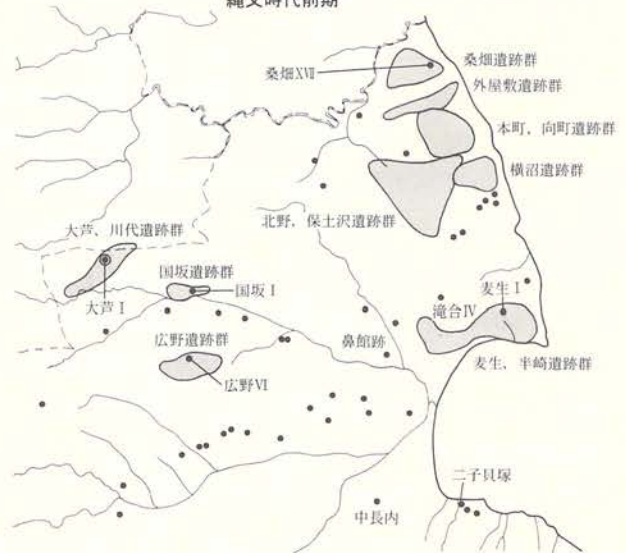 縄文時代前期
桑畑遺跡群
桑畑XVII
外屋敷遺跡群
本町，向町遺跡群
横沼遺跡群
北野，保土沢遺跡群
大芦、川代遺跡群
国坂遺跡群
国坂I
大芦I
麦生I
滝合IV
広野遺跡群
鼻館跡
麦生，半崎遺跡群
広野VI
二子貝塚
中長内